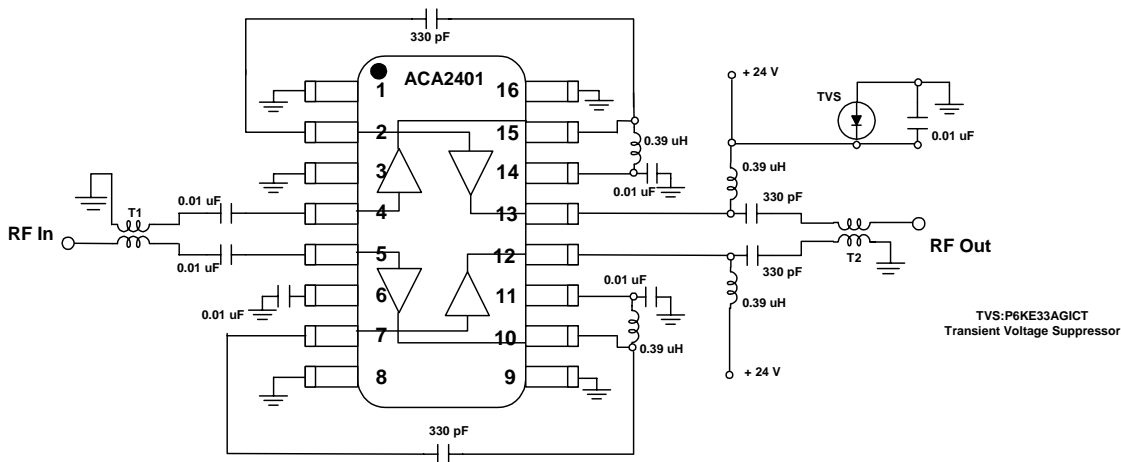 330 pF
ACA2401
1
2
3
4
5
6
7
8
16
15
14
13
12
11
10
9
0.39 uH
0.01 uF
+ 24 V
TVS
0.01 uF
0.39 uH
330 pF
T1
0.01 uF
RF In
0.01 uF
0.01 uF
RF Out
T2
330 pF
0.01 uF
0.39 uH
0.39 uH
+ 24 V
TVS:P6KE33AGICT
Transient Voltage Suppressor
330 pF